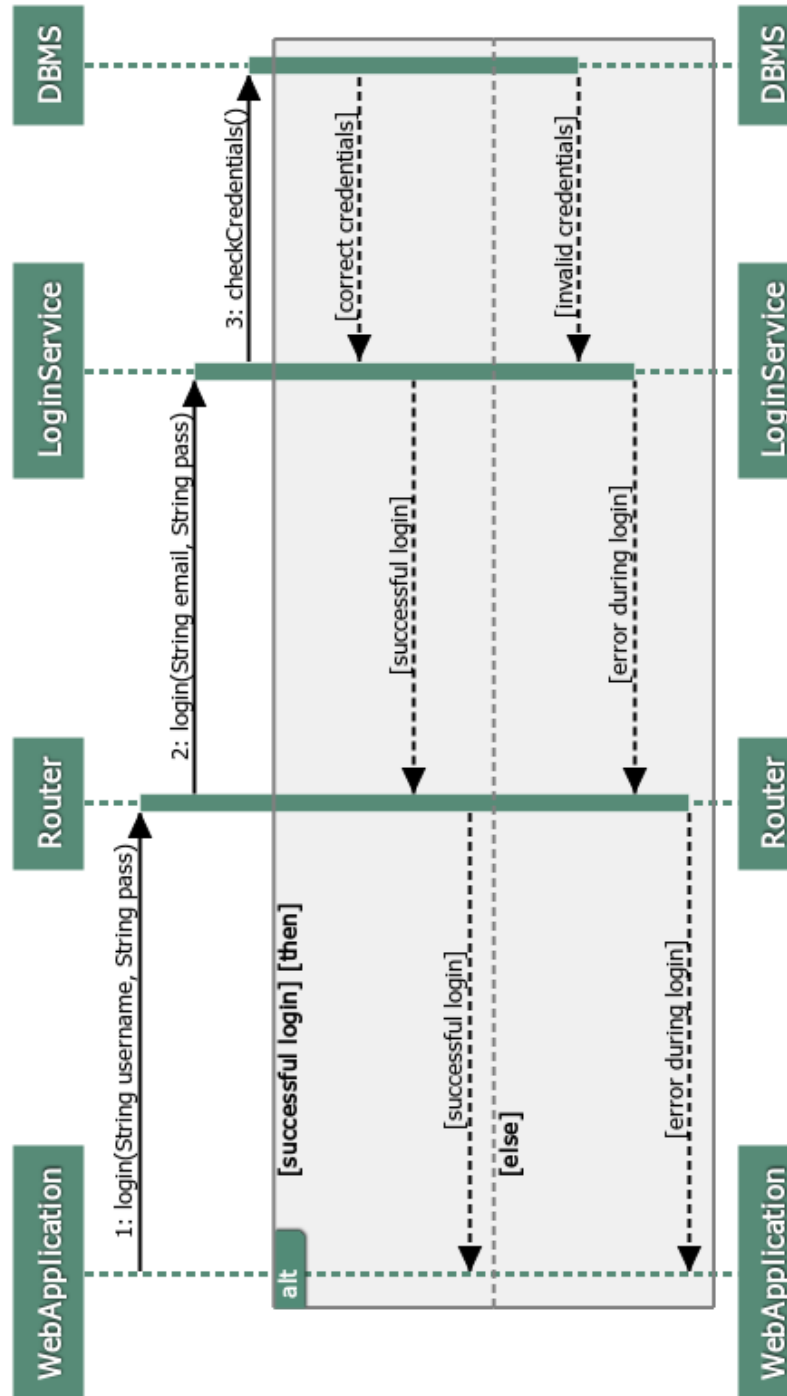 WebApplication
Router
LoginService
DBMS
1: login(String username, String pass)
2: login(String email, String pass)
3: checkCredentials()
alt
[successful login] [then]
[correct credentials]
[successful login]
[successful login]
[else]
[invalid credentials]
[error during login]
[error during login]
WebApplication
Router
LoginService
DBMS